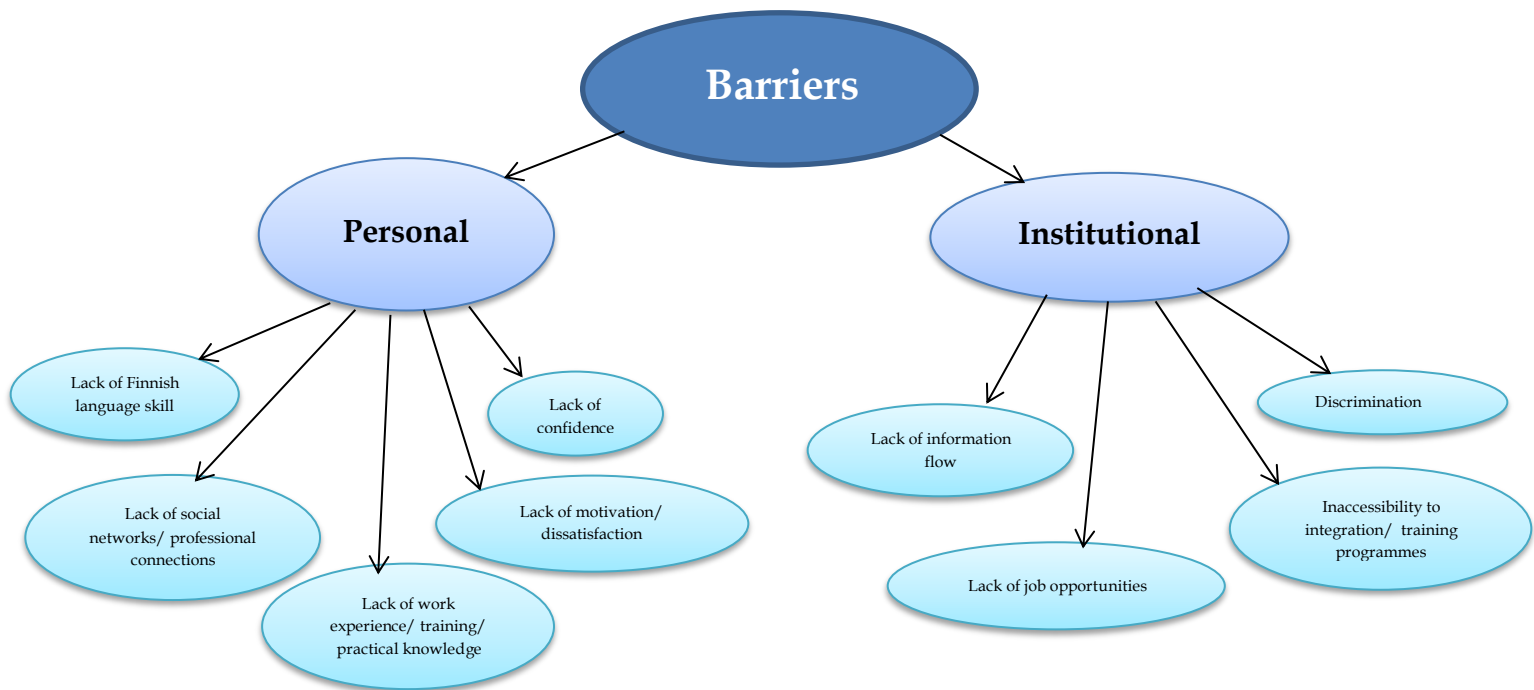 Barriers
Personal
Institutional
Lack of Finnish
language skill
Lack of social
networks/ professional
connections
Lack of work
experience/ training/
practical knowledge
Lack of motivation/
dissatisfaction
Lack of
confidence
Lack of information
flow
Lack of job opportunities
Inaccessibility to
integration/ training
programmes
Discrimination